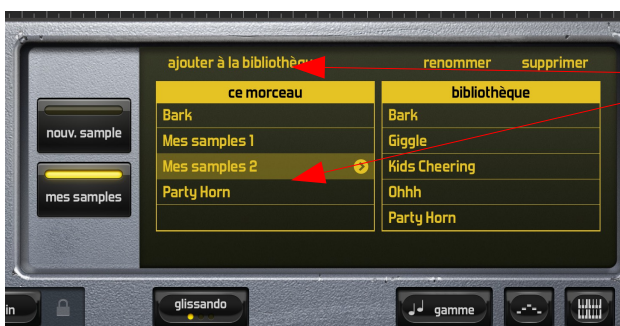 ajouter à la bibliothèque renommer supprimer
ce morceau
Bark
Mes samples 1
Mes samples 2
Party Horn
bibliothèque
Bark
Giggle
Kids Cheering
Ohhh
Party Horn
nouv. sample
mes samples
in
glissando
gamme